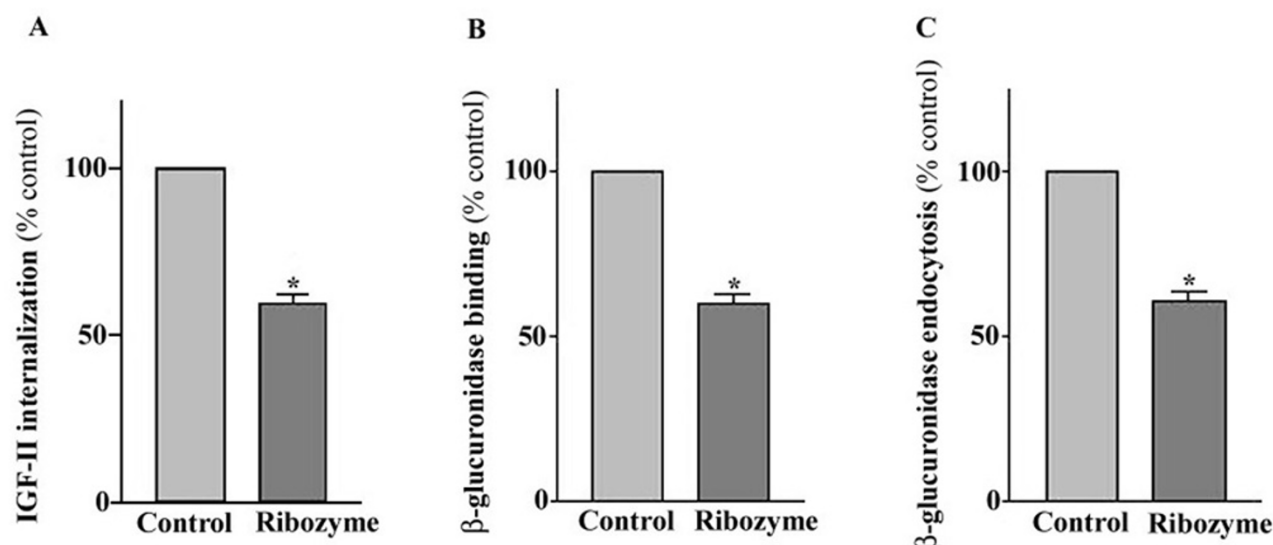 A
IGF-II internalization (% control)
100
50
0
*
Control Ribozyme
B
β-glucuronidase binding (% control)
100
50
0
*
Control Ribozyme
C
β-glucuronidase endocytosis (% control)
100
50
0
*
Control Ribozyme